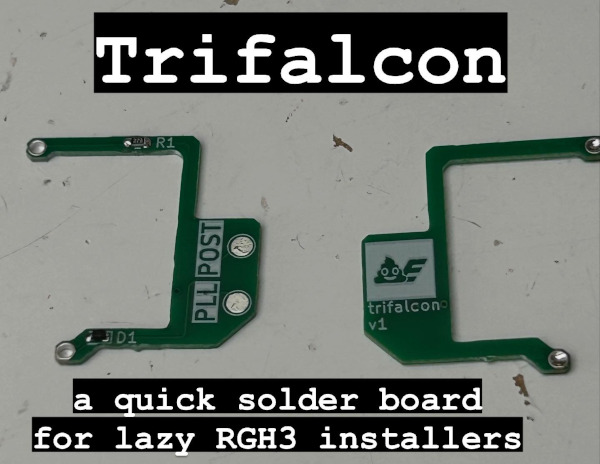 Trifalcon
R1
POST
PLL
D1
trifalcon
v1
a quick solder board
for lazy RGH3 installers